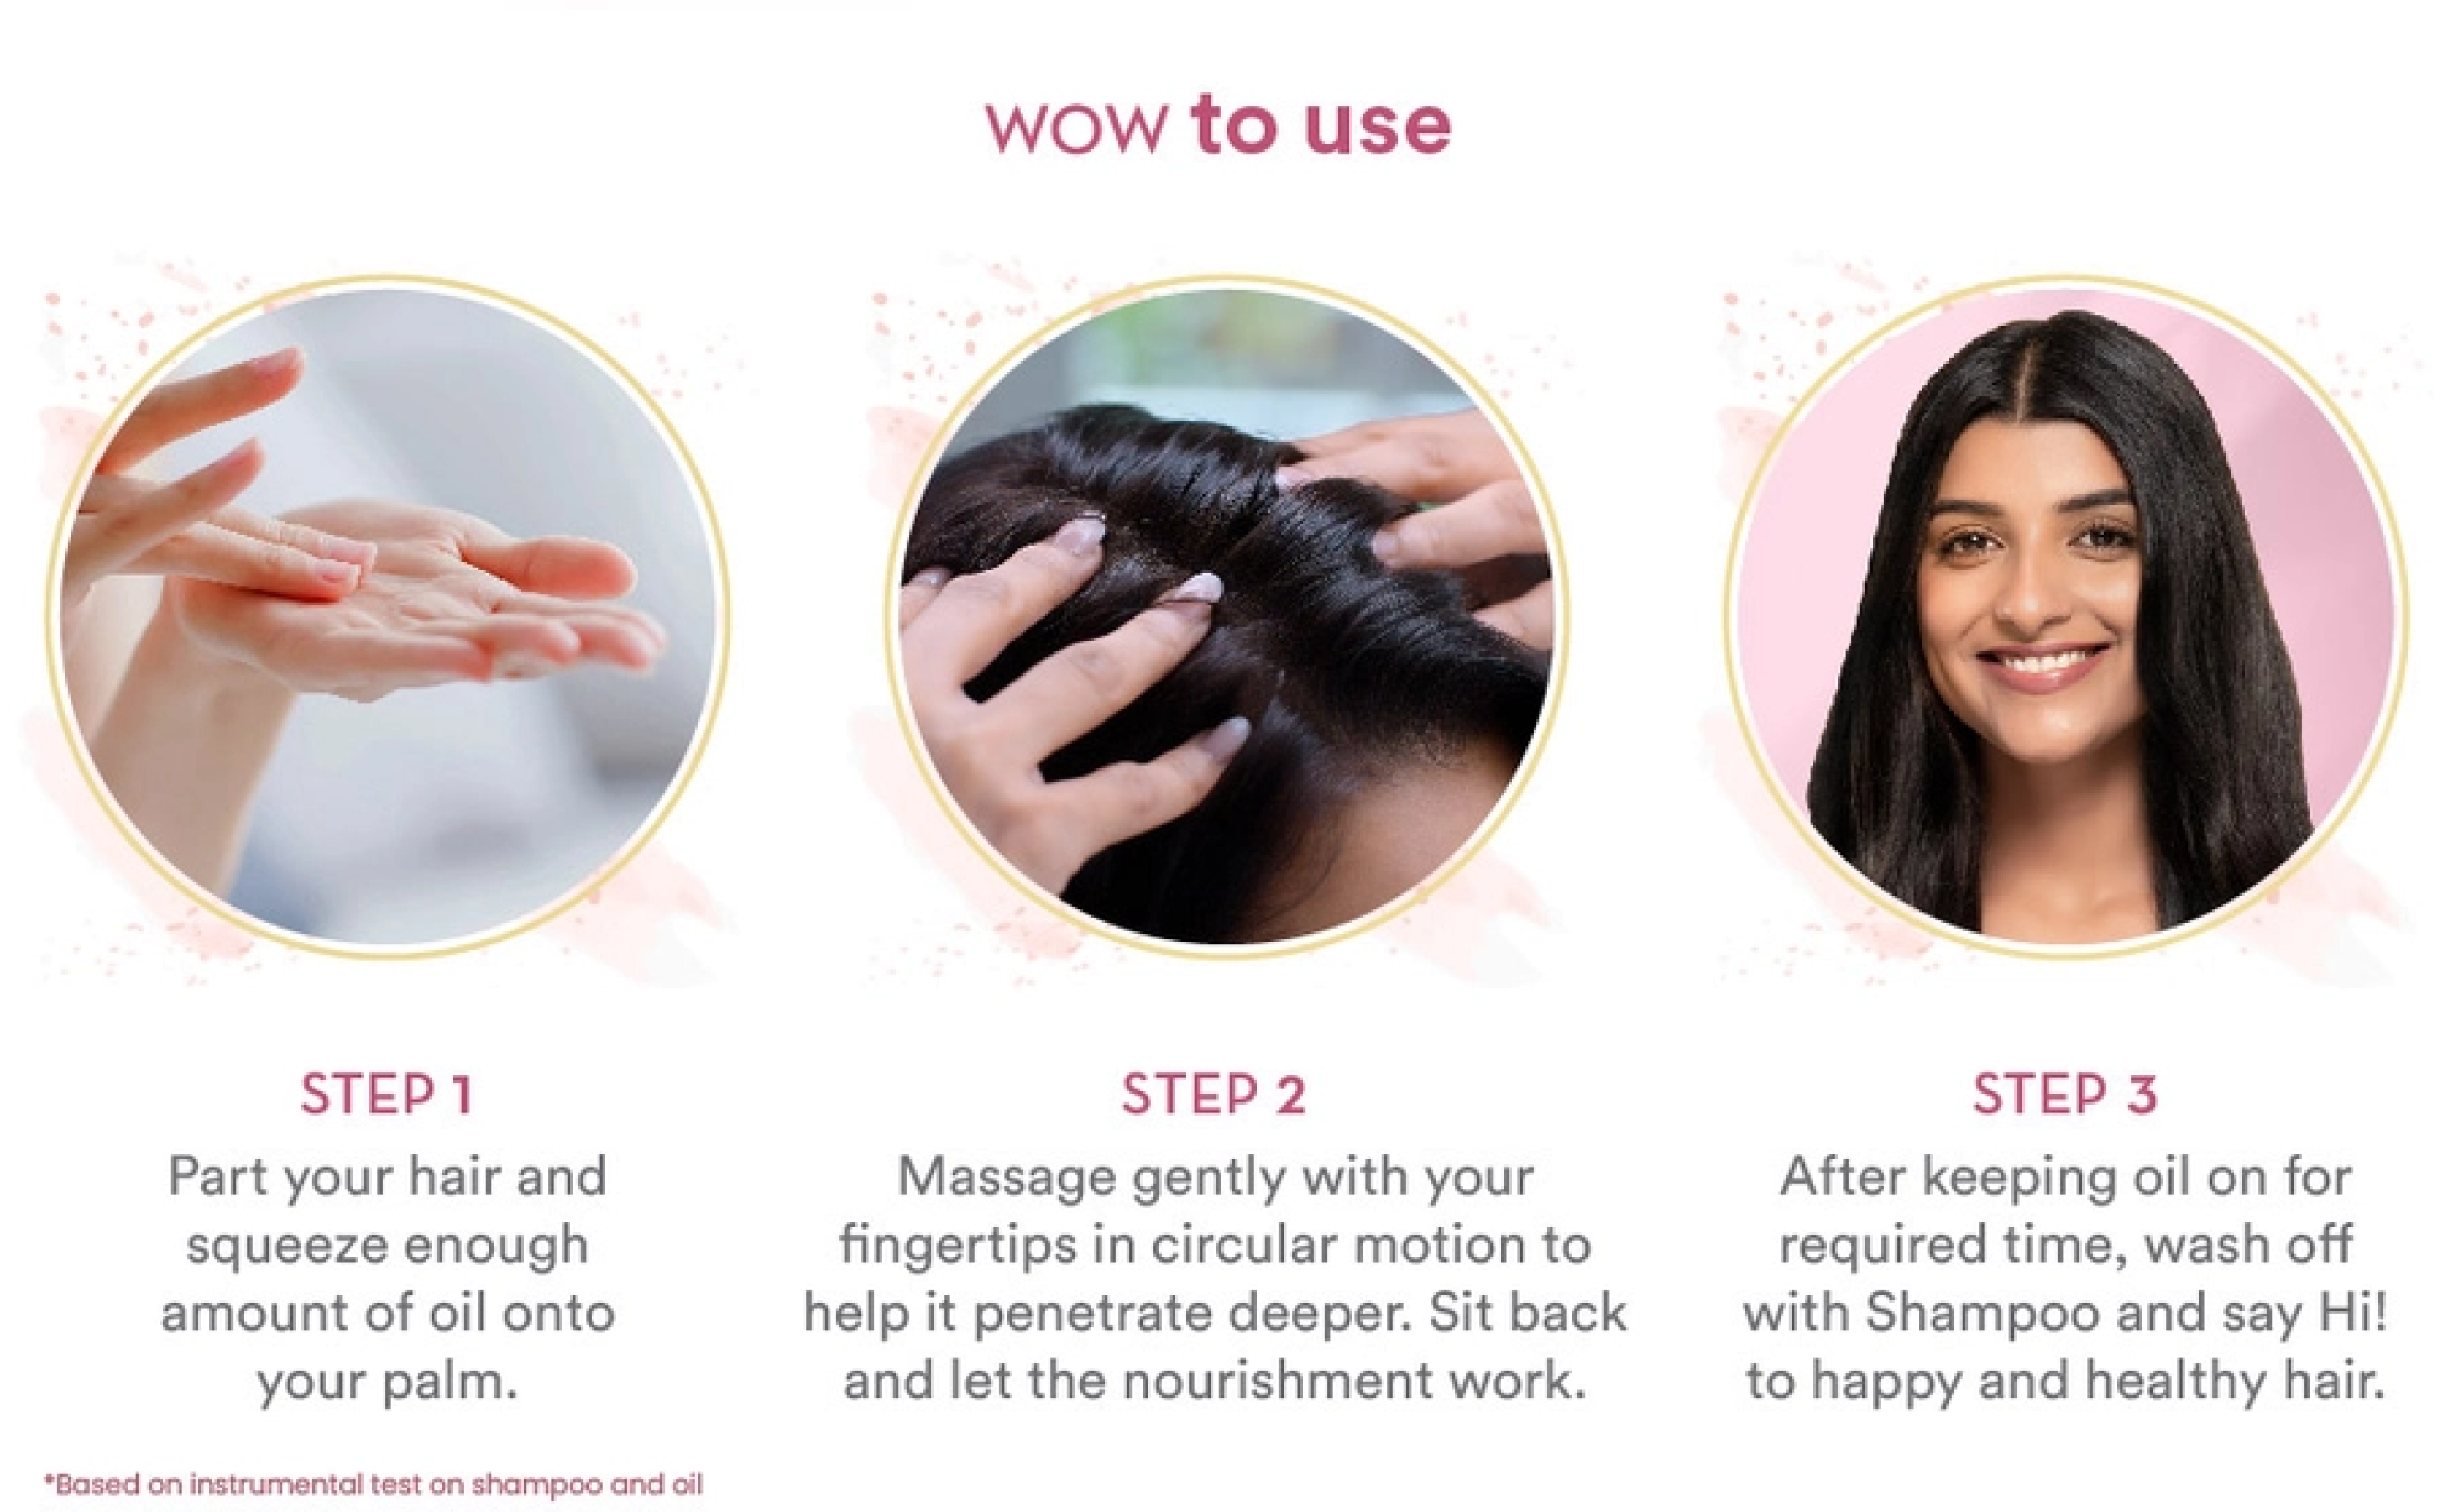 WOW to use
STEP 1
Part your hair and
squeeze enough
amount of oil onto
your palm.
STEP 2
Massage gently with your
fingertips in circular motion to
help it penetrate deeper. Sit back
and let the nourishment work.
STEP 3
After keeping oil on for
required time, wash off
with Shampoo and say Hi!
to happy and healthy hair.
*Based on instrumental test on shampoo and oil